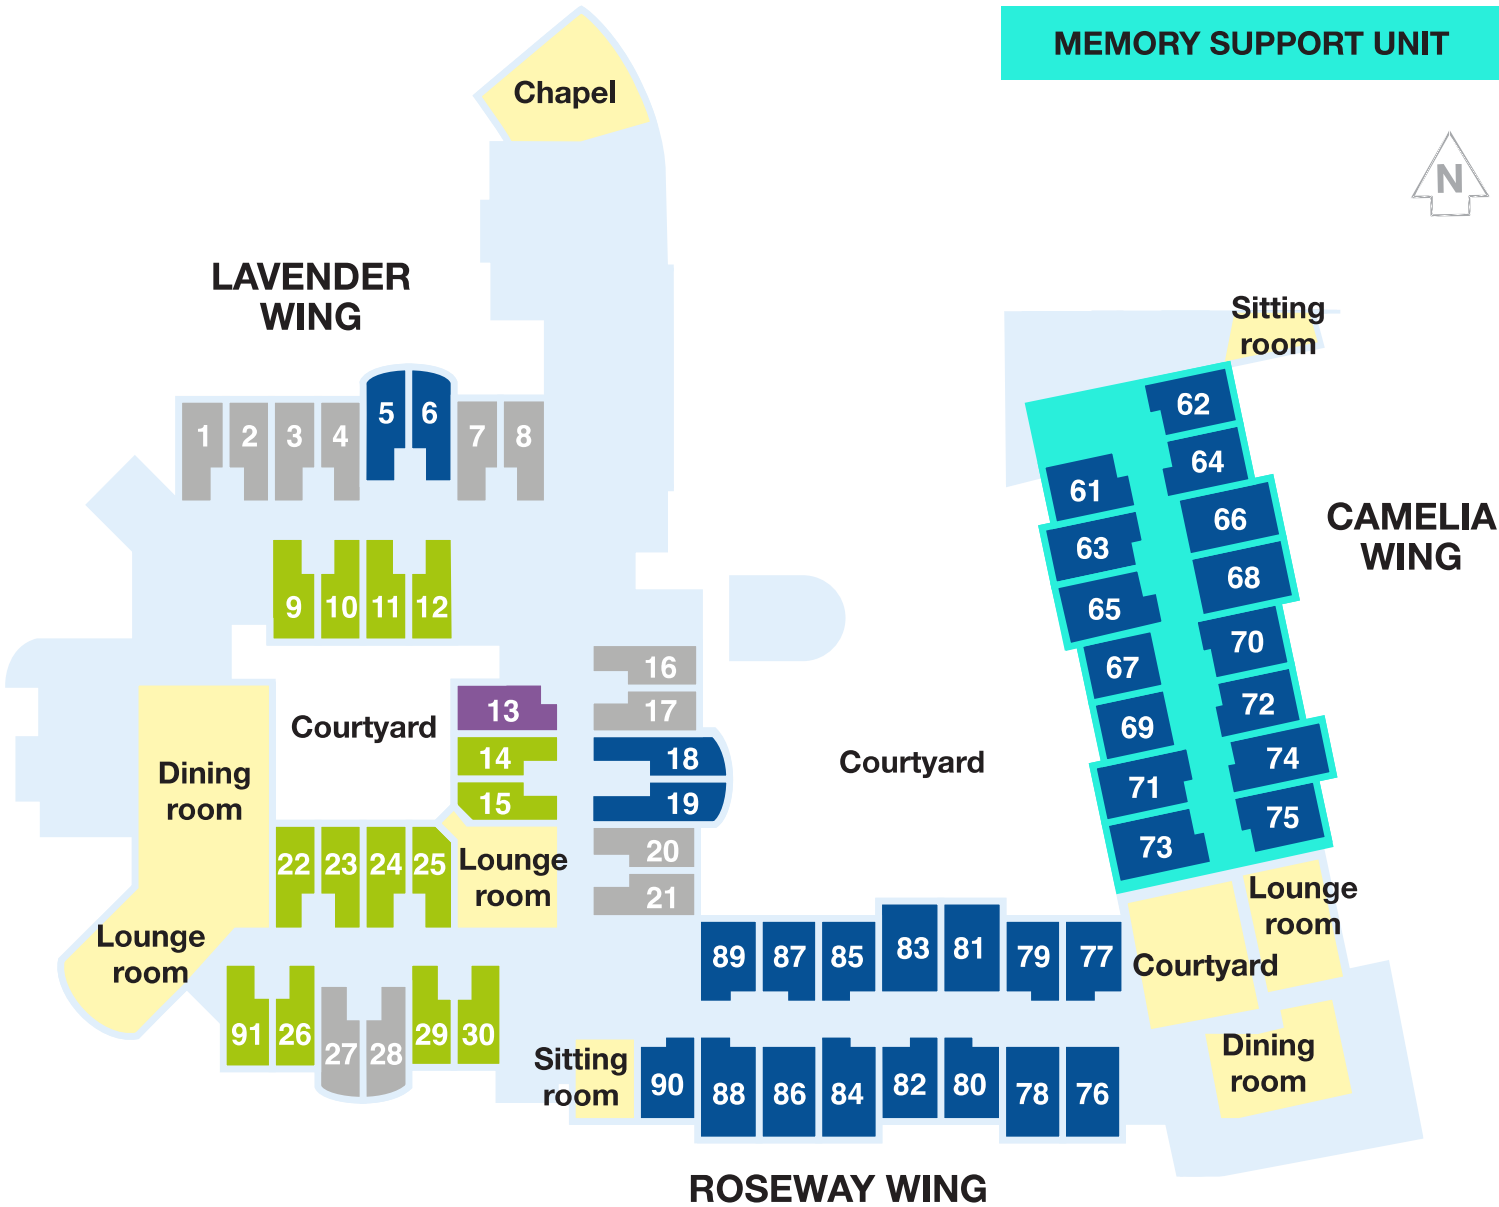 MEMORY SUPPORT UNIT
Chapel
N
LAVENDER
WING
Sitting
room
1
2
3
4
5
6
7
8
62
64
61
66
63
68
65
CAMELIA
WING
9
10
11
12
16
17
13
14
15
18
19
20
21
Courtyard
Dining
room
Courtyard
67
70
69
72
71
74
73
75
22
23
24
25
Lounge
room
Lounge
room
Lounge
room
Courtyard
Dining
room
89
87
85
83
81
79
77
91
26
27
28
29
30
Sitting
room
90
88
86
84
82
80
78
76
ROSEWAY WING